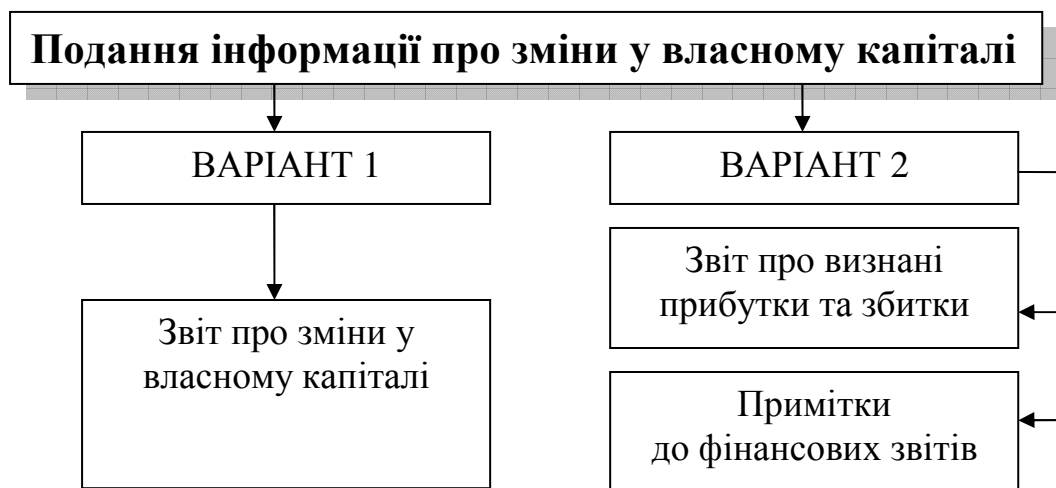 Подання інформації про зміни у власному капіталі
ВАРІАНТ 1
ВАРІАНТ 2
Звіт про зміни у
власному капіталі
Звіт про визнані
прибутки та збитки
Примітки
до фінансових звітів